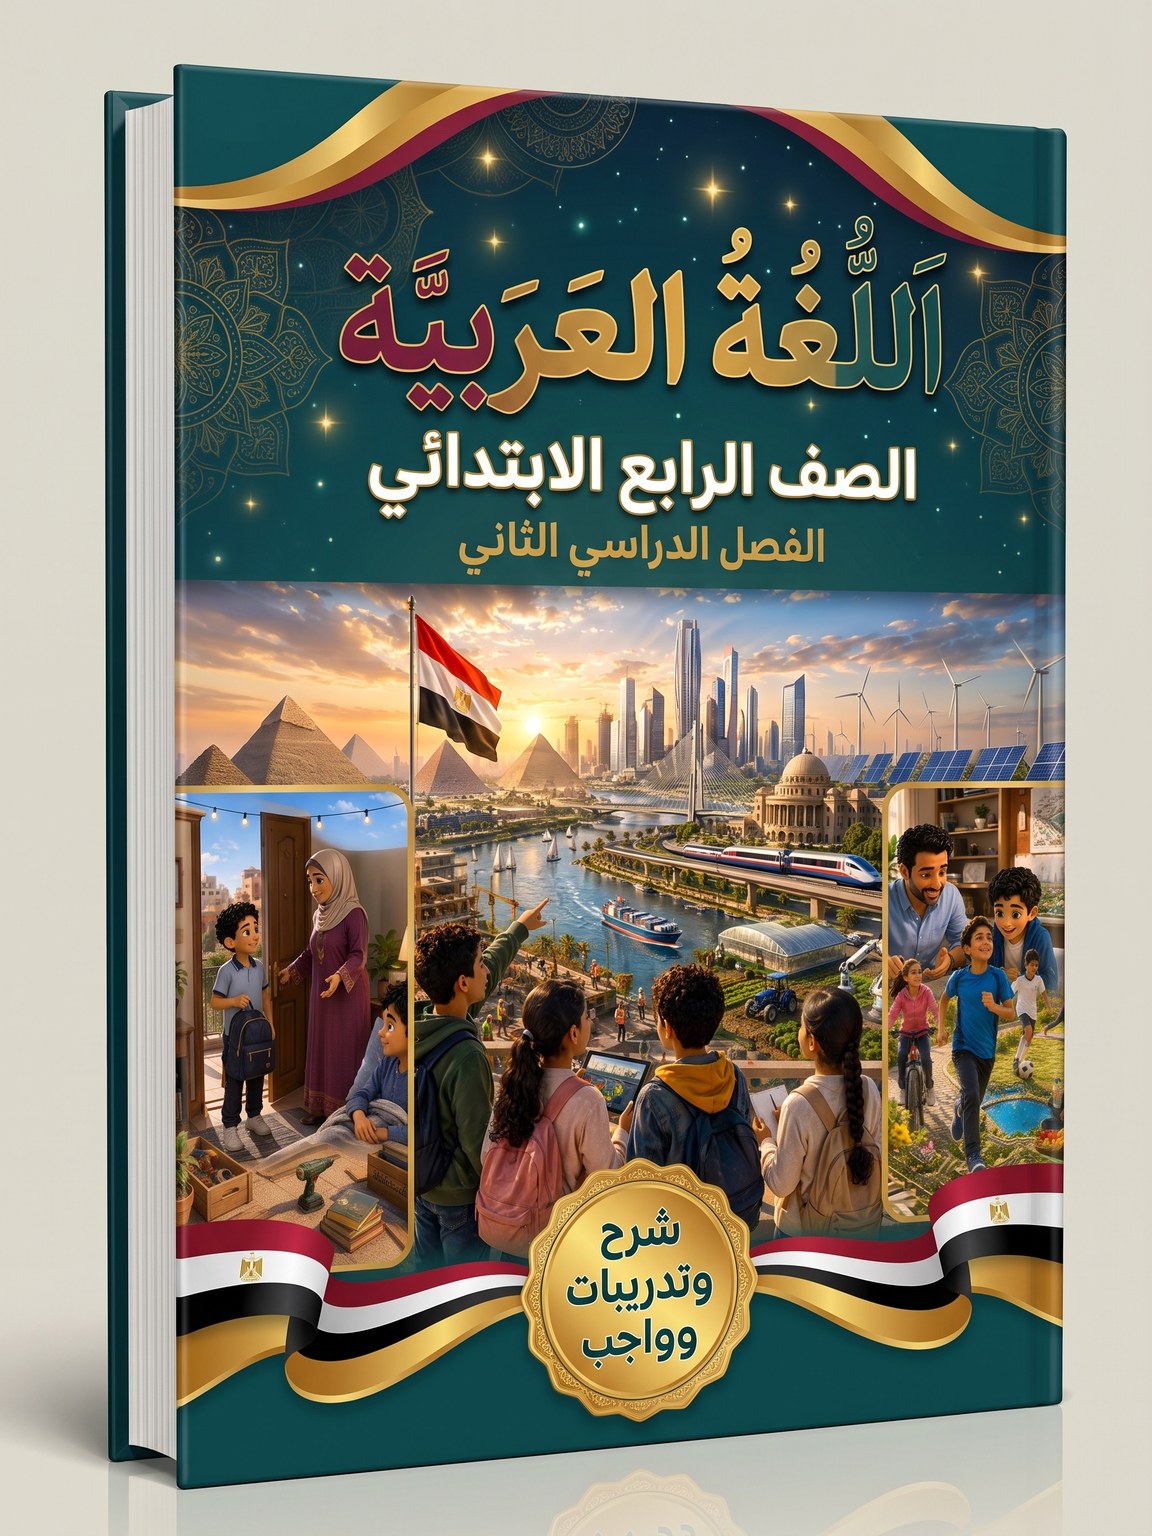 اَللُّغَةُ العَرَبِيَّة
الصف الرابع الابتدائي
الفصل الدراسي الثاني
شرح
وتدريبات
وواجب